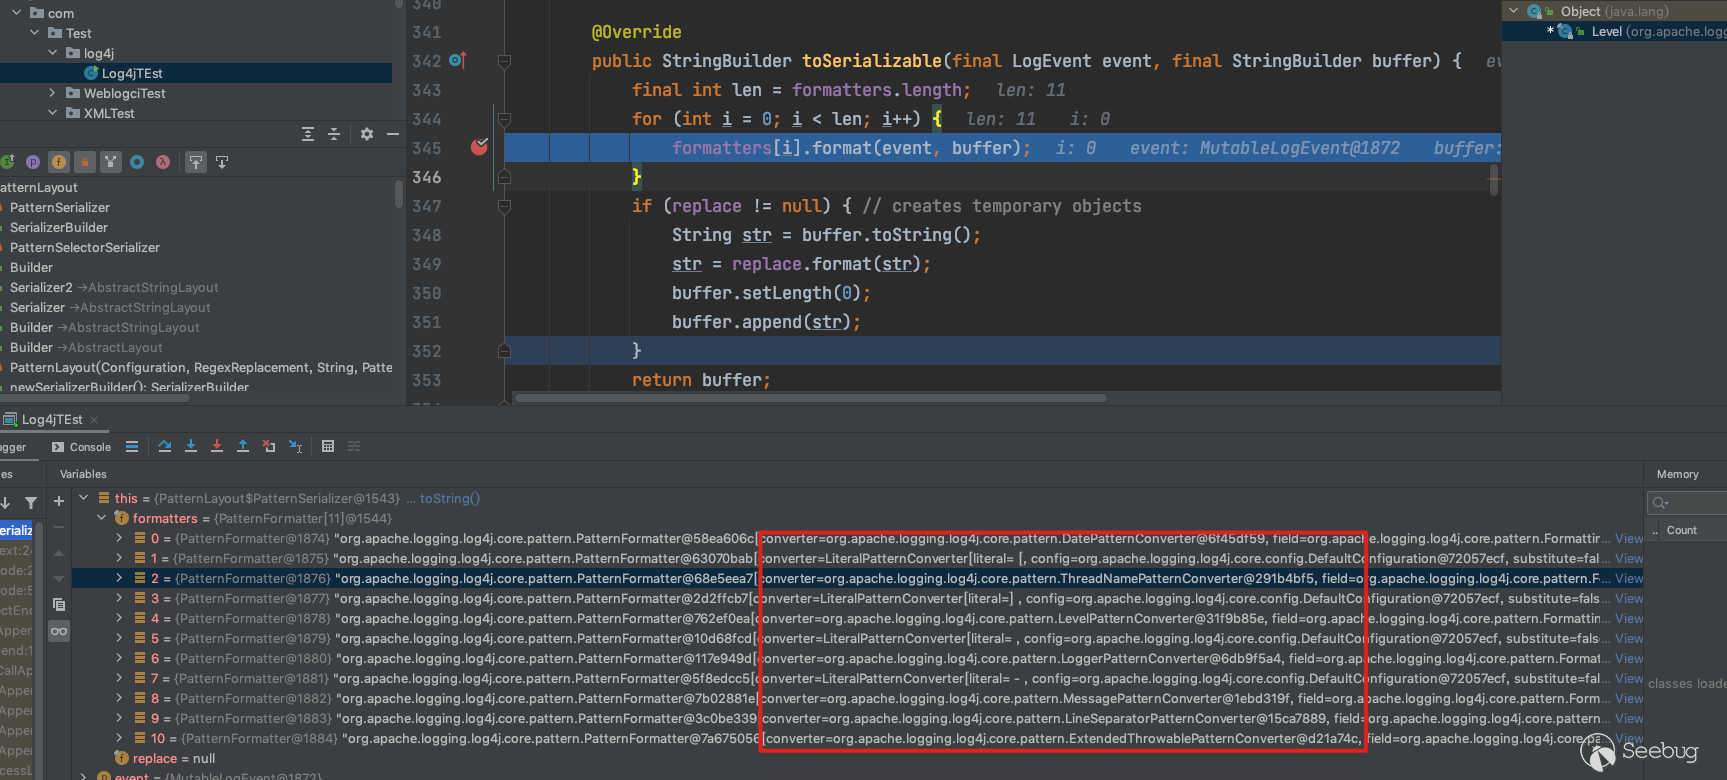 com
Test
log4j
Log4jTEst
WeblogciTest
XMLTest
atternLayout
PatternSerializer
SerializerBuilder
PatternSelectorSerializer
Builder
Serializer2 →AbstractStringLayout
Serializer →AbstractStringLayout
Builder →AbstractStringLayout
Builder →AbstractLayout
PatternLayout(Configuration, RegexReplacement, String, Patte
newSerializerBuilder(): SerializerBuilder
340
341 @Override
342 public StringBuilder toSerializable(final LogEvent event, final StringBuilder buffer) { ev
343 final int len = formatters.length; len: 11
344 for (int i = 0; i < len; i++) { len: 11 i: 0
345 formatters[i].format(event, buffer); i: 0 event: MutableLogEvent@1872 buffer:
346 }
347 if (replace != null) { // creates temporary objects
348 String str = buffer.toString();
349 str = replace.format(str);
350 buffer.setLength(0);
351 buffer.append(str);
352 }
353 return buffer;
Object (java.lang)
* Level (org.apache.logg
Log4jTEst ×
ugger Console
es Variables Memory
this = {PatternLayout$PatternSerializer@1543} ... toString()
formatters = {PatternFormatter[11]@1544}
0 = {PatternFormatter@1874} "org.apache.logging.log4j.core.pattern.PatternFormatter@58ea606c[converter=org.apache.logging.log4j.core.pattern.DatePatternConverter@6f45df59, field=org.apache.logging.log4j.core.pattern.Formattin... View
1 = {PatternFormatter@1875} "org.apache.logging.log4j.core.pattern.PatternFormatter@63070bab[converter=LiteralPatternConverter[literal= [, config=org.apache.logging.log4j.core.config.DefaultConfiguration@72057ecf, substitute=fal... View
2 = {PatternFormatter@1876} "org.apache.logging.log4j.core.pattern.PatternFormatter@68e5eea7[converter=org.apache.logging.log4j.core.pattern.ThreadNamePatternConverter@291b4bf5, field=org.apache.logging.log4j.core.pattern.F... View
3 = {PatternFormatter@1877} "org.apache.logging.log4j.core.pattern.PatternFormatter@2d2ffcb7[converter=LiteralPatternConverter[literal=] , config=org.apache.logging.log4j.core.config.DefaultConfiguration@72057ecf, substitute=fals... View
4 = {PatternFormatter@1878} "org.apache.logging.log4j.core.pattern.PatternFormatter@762ef0ea[converter=org.apache.logging.log4j.core.pattern.LevelPatternConverter@31f9b85e, field=org.apache.logging.log4j.core.pattern.Formattin... View
5 = {PatternFormatter@1879} "org.apache.logging.log4j.core.pattern.PatternFormatter@10d68fcd[converter=LiteralPatternConverter[literal= , config=org.apache.logging.log4j.core.config.DefaultConfiguration@72057ecf, substitute=false... View
6 = {PatternFormatter@1880} "org.apache.logging.log4j.core.pattern.PatternFormatter@117e949d[converter=org.apache.logging.log4j.core.pattern.LoggerPatternConverter@6db9f5a4, field=org.apache.logging.log4j.core.pattern.Format... View
7 = {PatternFormatter@1881} "org.apache.logging.log4j.core.pattern.PatternFormatter@5f8edcc5[converter=LiteralPatternConverter[literal= - , config=org.apache.logging.log4j.core.config.DefaultConfiguration@72057ecf, substitute=fal... View
8 = {PatternFormatter@1882} "org.apache.logging.log4j.core.pattern.PatternFormatter@7b02881e[converter=org.apache.logging.log4j.core.pattern.MessagePatternConverter@1ebd319f, field=org.apache.logging.log4j.core.pattern.Form... View
9 = {PatternFormatter@1883} "org.apache.logging.log4j.core.pattern.PatternFormatter@3c0be339[converter=org.apache.logging.log4j.core.pattern.LineSeparatorPatternConverter@15ca7889, field=org.apache.logging.log4j.core.pattern... View
10 = {PatternFormatter@1884} "org.apache.logging.log4j.core.pattern.PatternFormatter@7a675056[converter=org.apache.logging.log4j.core.pattern.ExtendedThrowablePatternConverter@d21a74c, field=org.apache.logging.log4j.core.pa
replace = null
event = {MutableLogEvent@1872}
Count
classes loade
Seebug